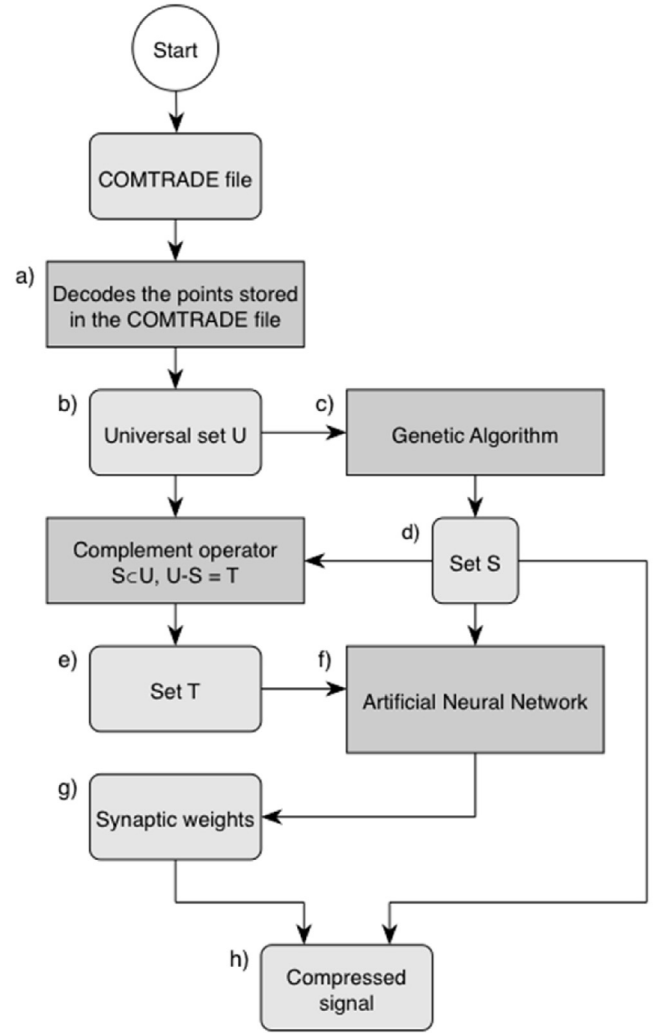 Start
COMTRADE file
a)
Decodes the points stored
in the COMTRADE file
b)
Universal set U
c)
Genetic Algorithm
Complement operator
S⊂U, U-S = T
d)
Set S
e)
Set T
f)
Artificial Neural Network
g)
Synaptic weights
h)
Compressed
signal